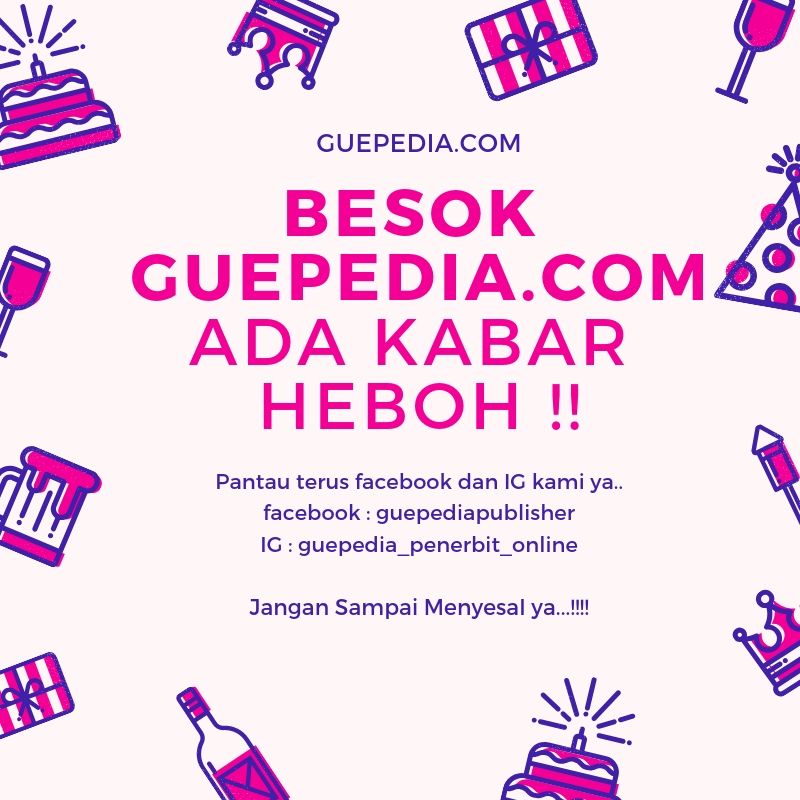 GUEPEDIA.COM
BESOK
GUEPEDIA.COM
ADA KABAR
HEBOH !!
Pantau terus facebook dan IG kami ya..
facebook : guepediapublisher
IG : guepedia_penerbit_online
Jangan Sampai Menyesal ya...!!!!